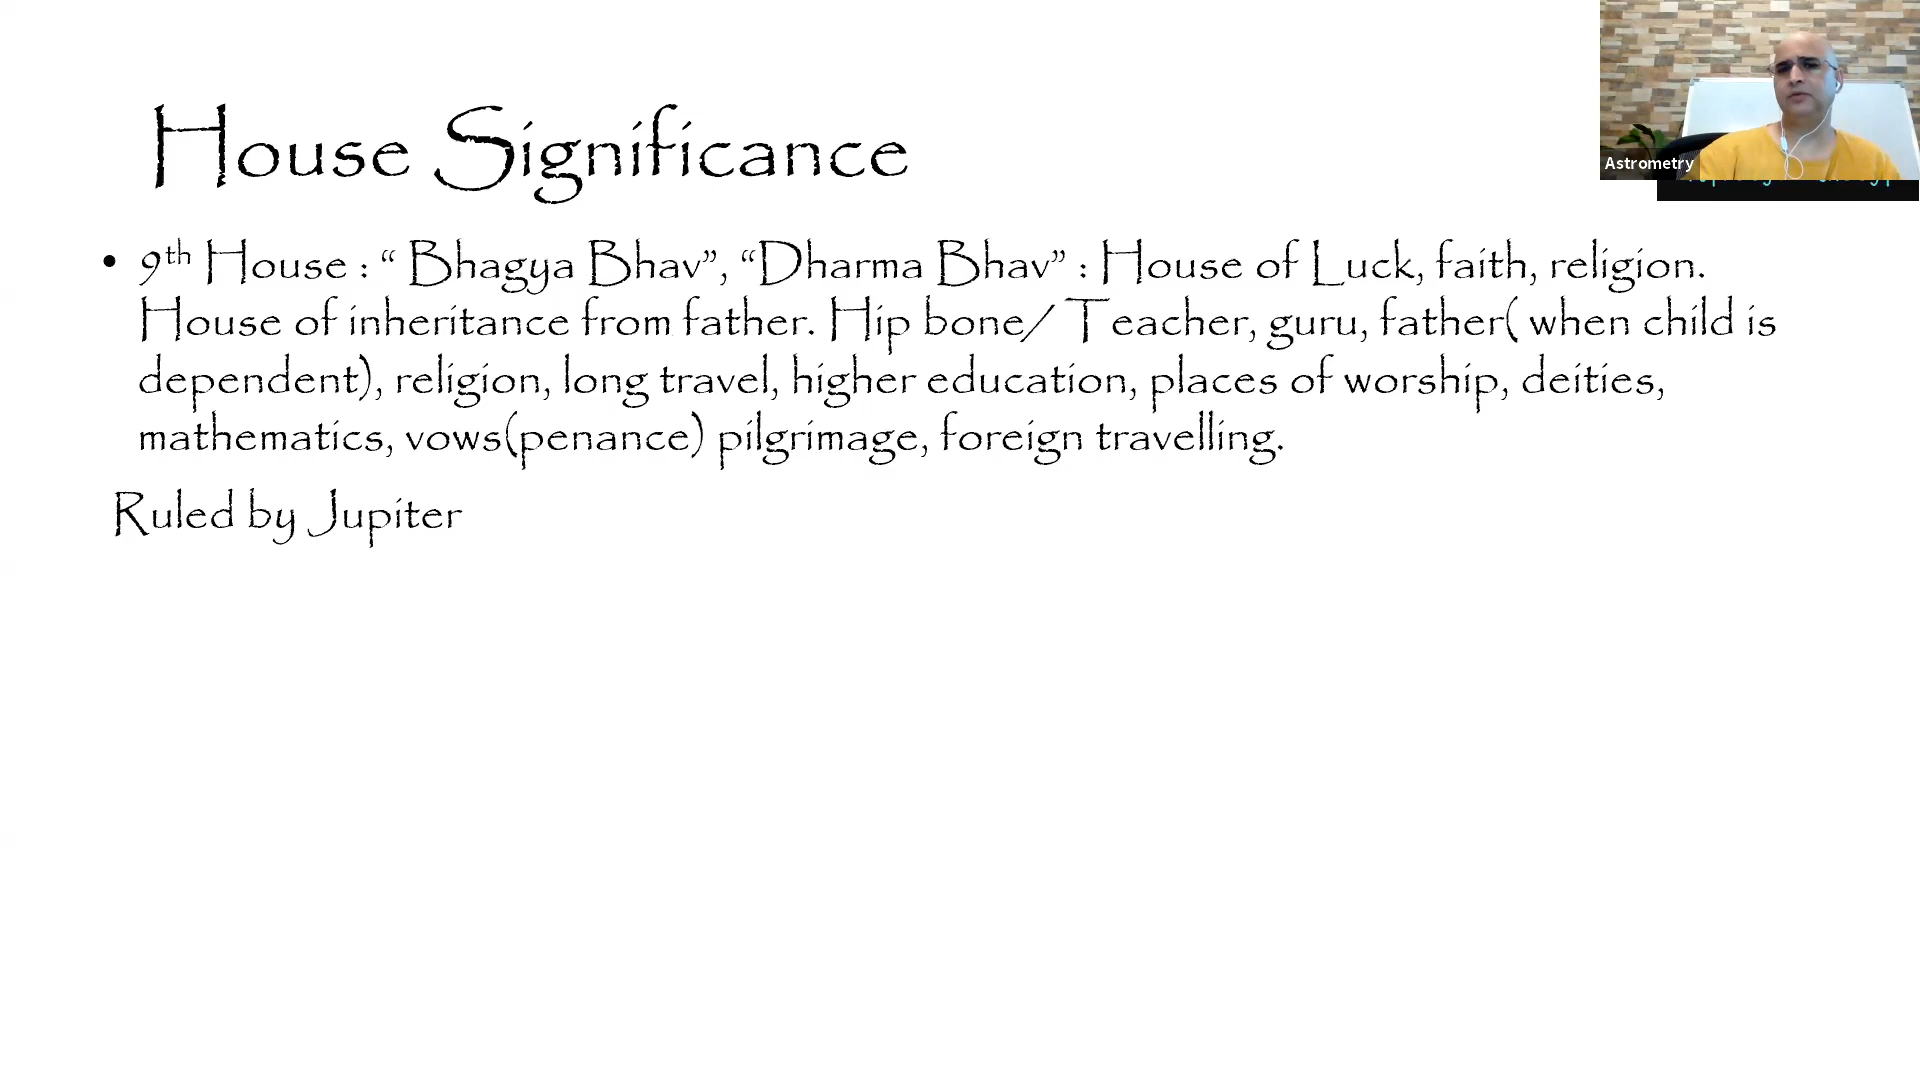 House Significance
• 9th House : “ Bhagya Bhav”, “Dharma Bhav” : House of Luck, faith, religion.
House of inheritance from father. Hip bone/ Teacher, guru, father( when child is
dependent), religion, long travel, higher education, places of worship, deities,
mathematics, vows(penance) pilgrimage, foreign travelling.
Ruled by Jupiter
Astrometry